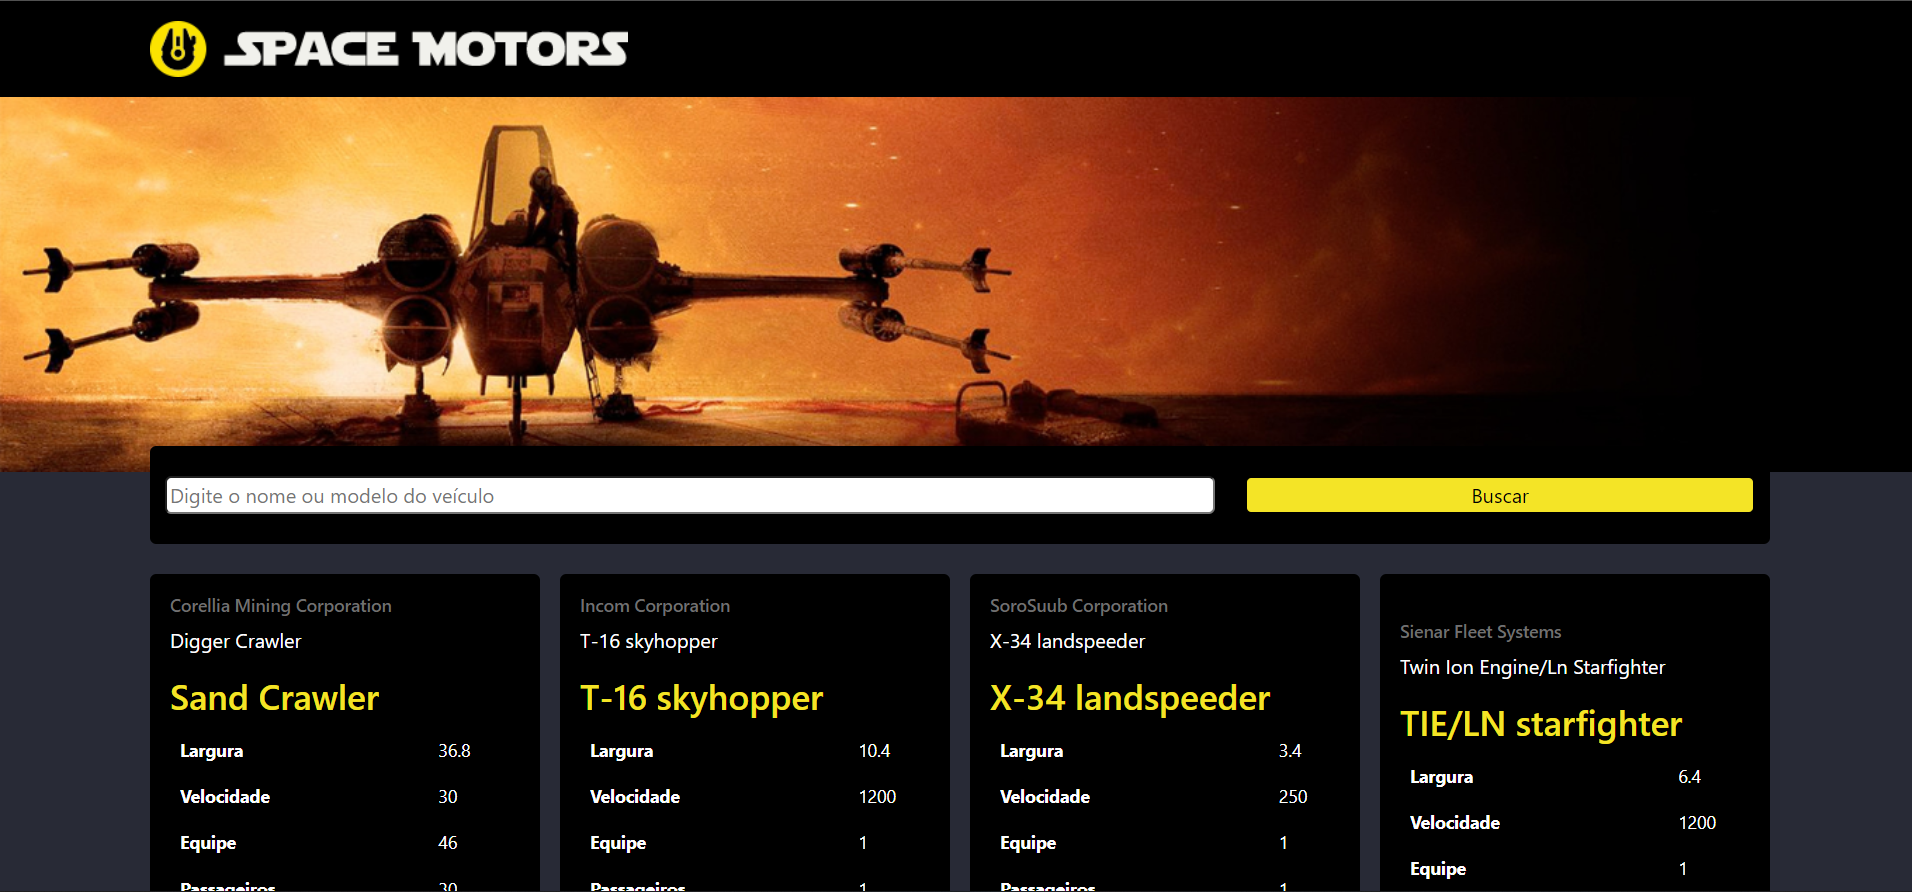 SPACE MOTORS
Digite o nome ou modelo do veículo
Buscar
Corellia Mining Corporation
Digger Crawler
Sand Crawler
Largura 36.8
Velocidade 30
Equipe 46
Passageiros 30
Incom Corporation
T-16 skyhopper
T-16 skyhopper
Largura 10.4
Velocidade 1200
Equipe 1
Passageiros 1
SoroSuub Corporation
X-34 landspeeder
X-34 landspeeder
Largura 3.4
Velocidade 250
Equipe 1
Passageiros 1
Sienar Fleet Systems
Twin Ion Engine/Ln Starfighter
TIE/LN starfighter
Largura 6.4
Velocidade 1200
Equipe 1